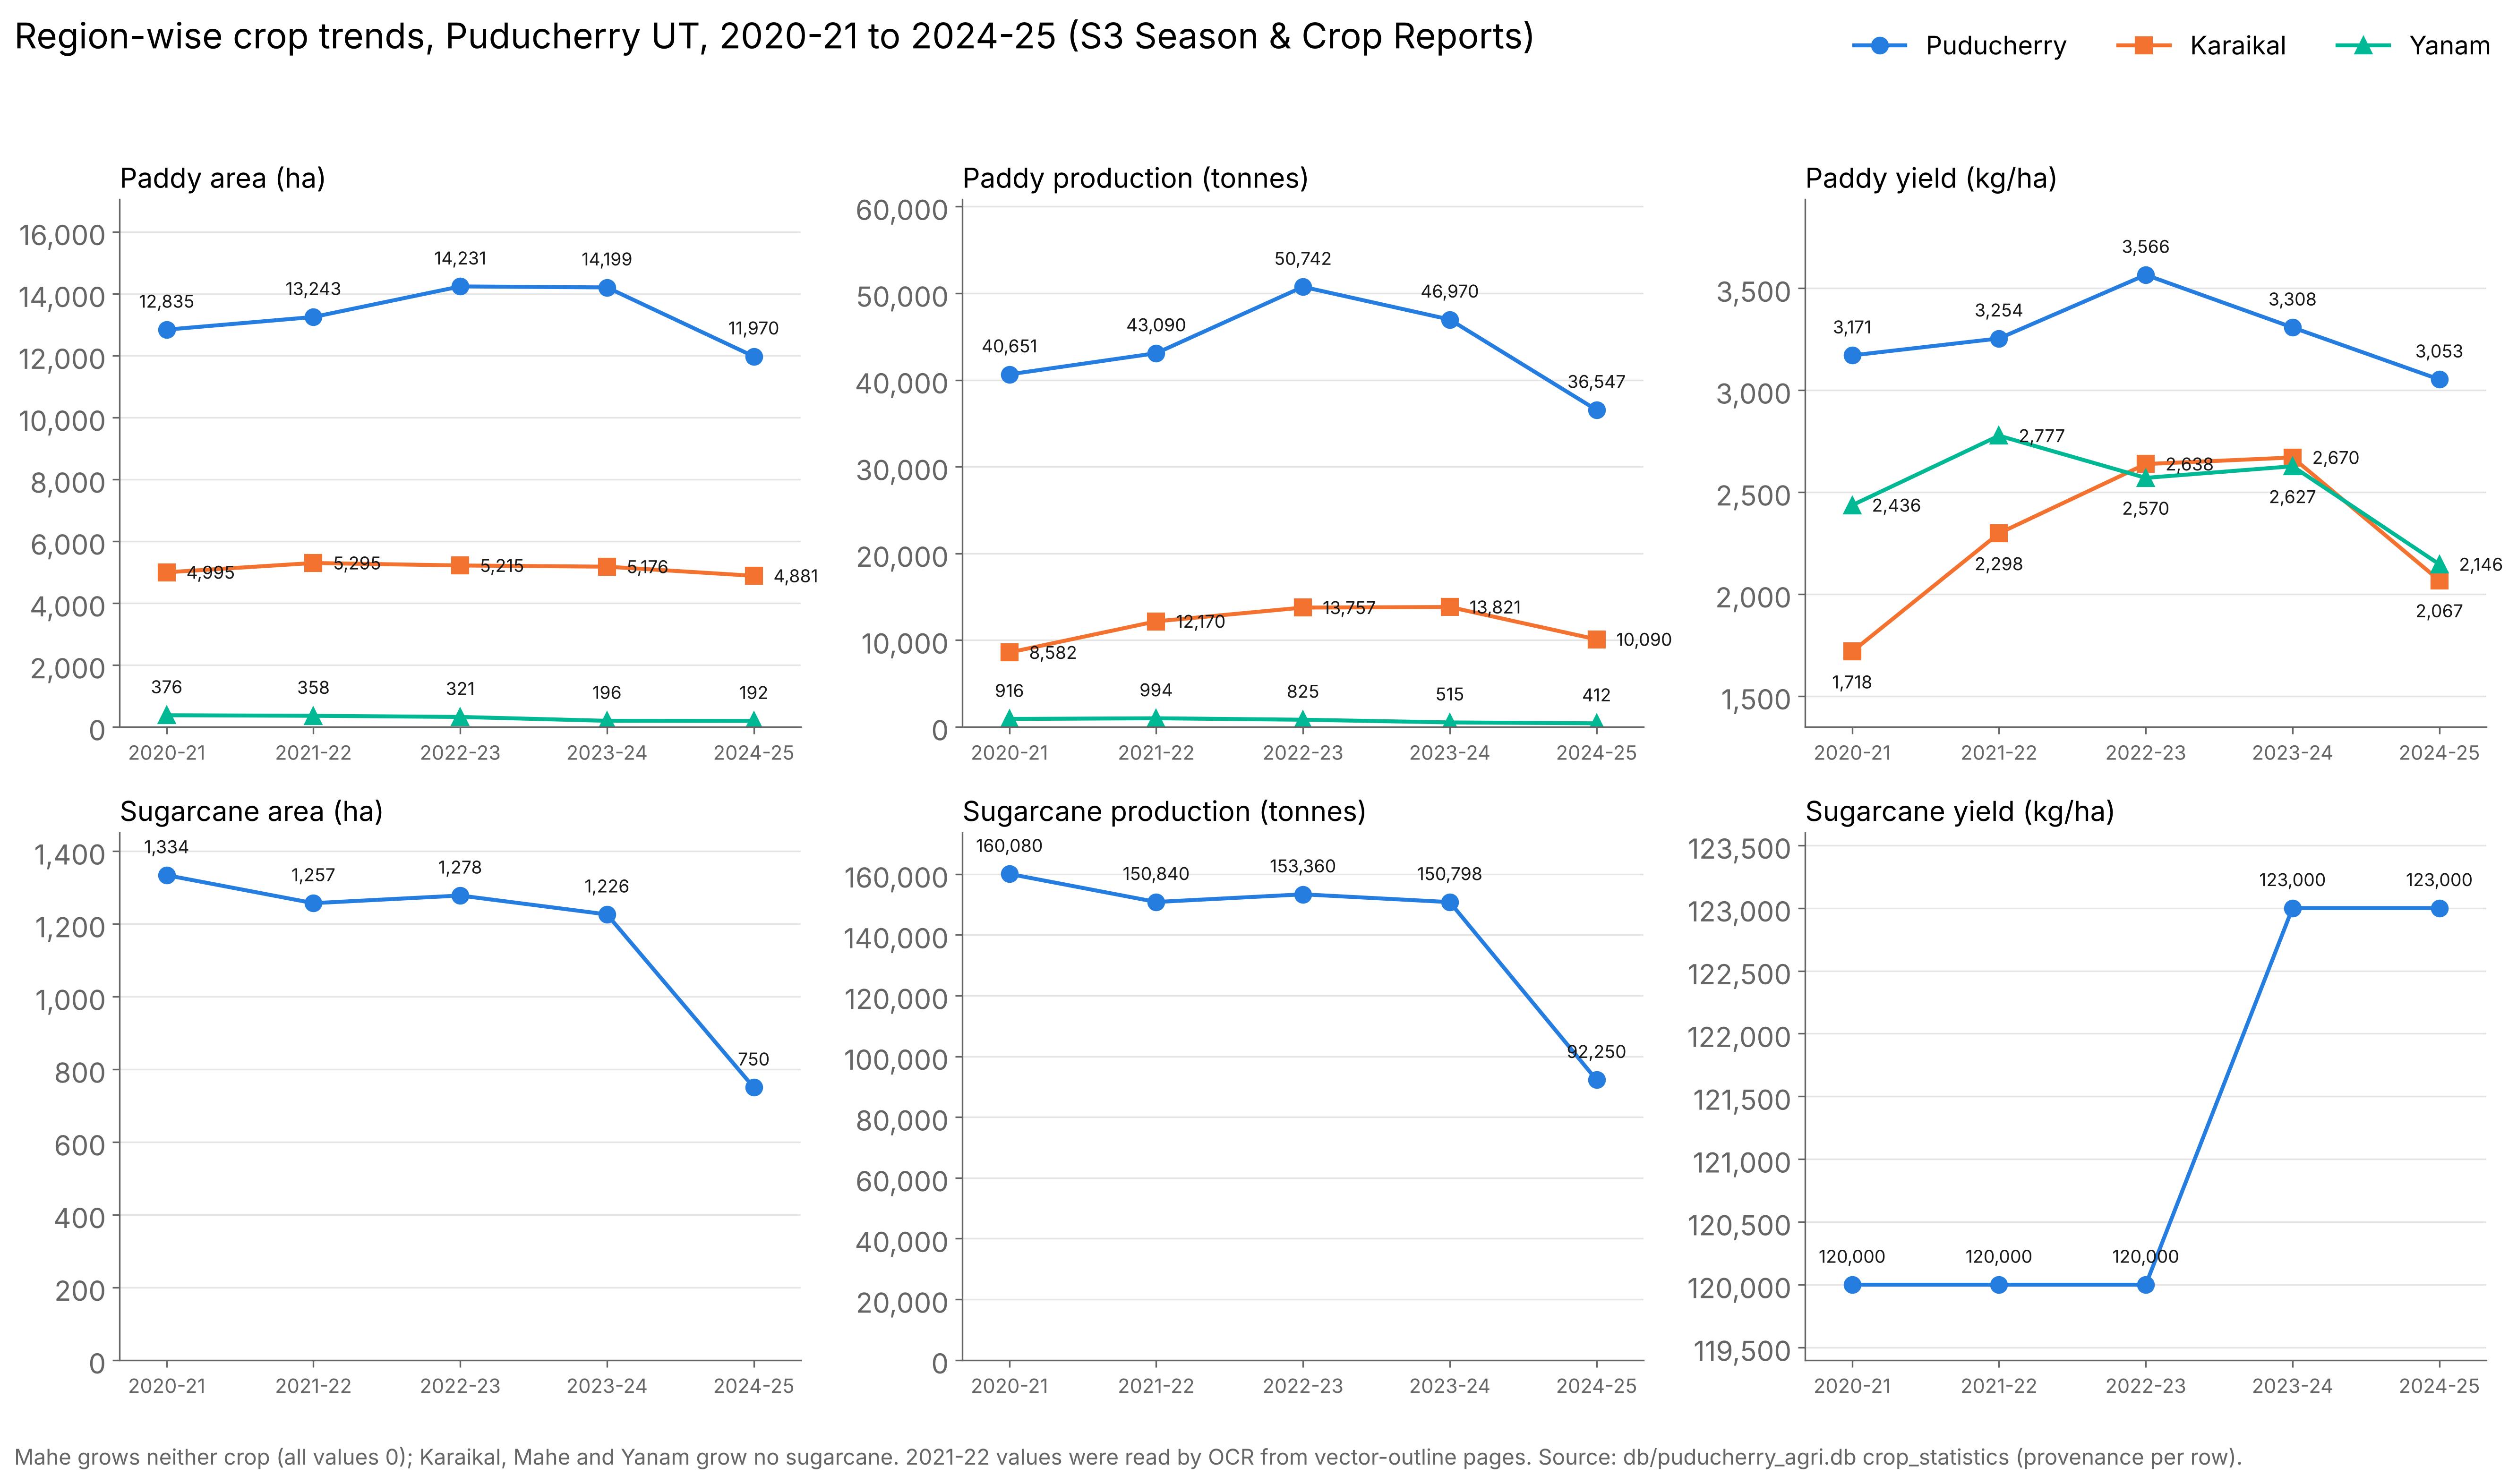 Region-wise crop trends, Puducherry UT, 2020-21 to 2024-25 (S3 Season & Crop Reports)
Puducherry Karaikal Yanam
Paddy area (ha)
16,000
14,000
12,000
10,000
8,000
6,000
4,000
2,000
0
12,835 13,243 14,231 14,199 11,970
4,995 5,295 5,215 5,176 4,881
376 358 321 196 192
2020-21 2021-22 2022-23 2023-24 2024-25
Paddy production (tonnes)
60,000
50,000
40,000
30,000
20,000
10,000
0
40,651 43,090 50,742 46,970 36,547
8,582 12,170 13,757 13,821 10,090
916 994 825 515 412
2020-21 2021-22 2022-23 2023-24 2024-25
Paddy yield (kg/ha)
3,500
3,000
2,500
2,000
1,500
3,171 3,254 3,566 3,308 3,053
2,436 2,777 2,570 2,627 2,146
1,718 2,298 2,638 2,670 2,067
2020-21 2021-22 2022-23 2023-24 2024-25
Sugarcane area (ha)
1,400
1,200
1,000
800
600
400
200
0
1,334 1,257 1,278 1,226 750
2020-21 2021-22 2022-23 2023-24 2024-25
Sugarcane production (tonnes)
160,000
140,000
120,000
100,000
80,000
60,000
40,000
20,000
0
160,080 150,840 153,360 150,798 92,250
2020-21 2021-22 2022-23 2023-24 2024-25
Sugarcane yield (kg/ha)
123,500
123,000
122,500
122,000
121,500
121,000
120,500
120,000
119,500
120,000 120,000 120,000 123,000 123,000
2020-21 2021-22 2022-23 2023-24 2024-25
Mahe grows neither crop (all values 0); Karaikal, Mahe and Yanam grow no sugarcane. 2021-22 values were read by OCR from vector-outline pages. Source: db/puducherry_agri.db crop_statistics (provenance per row).